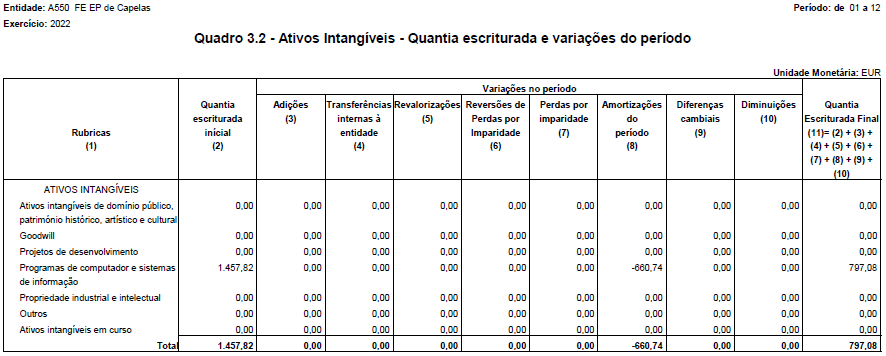 Entidade: A550 FE EP de Capelas Período: de 01 a 12
Exercício: 2022
Quadro 3.2 - Ativos Intangíveis - Quantia escriturada e variações do período
Unidade Monetária: EUR
Variações no período
Rubricas
(1)
Quantia
escriturada
inícial
(2)
Adições
(3)
Transferências
internas à
entidade
(4)
Revalorizações
(5)
Reversões de
Perdas por
Imparidade
(6)
Perdas por
imparidade
(7)
Amortizações
do
período
(8)
Diferenças
cambiais
(9)
Diminuições
(10)
Quantia
Escriturada Final
(11)= (2) + (3) +
(4) + (5) + (6) +
(7) + (8) + (9) +
(10)
ATIVOS INTANGÍVEIS
Ativos intangíveis de domínio público, 0,00 0,00 0,00 0,00 0,00 0,00 0,00 0,00 0,00 0,00
património histórico, artístico e cultural
Goodwill 0,00 0,00 0,00 0,00 0,00 0,00 0,00 0,00 0,00 0,00
Projetos de desenvolvimento 0,00 0,00 0,00 0,00 0,00 0,00 0,00 0,00 0,00 0,00
Programas de computador e sistemas 1.457,82 0,00 0,00 0,00 0,00 0,00 -660,74 0,00 0,00 797,08
de informação
Propriedade industrial e intelectual 0,00 0,00 0,00 0,00 0,00 0,00 0,00 0,00 0,00 0,00
Outros 0,00 0,00 0,00 0,00 0,00 0,00 0,00 0,00 0,00 0,00
Ativos intangíveis em curso 0,00 0,00 0,00 0,00 0,00 0,00 0,00 0,00 0,00 0,00
Total 1.457,82 0,00 0,00 0,00 0,00 0,00 -660,74 0,00 0,00 797,08